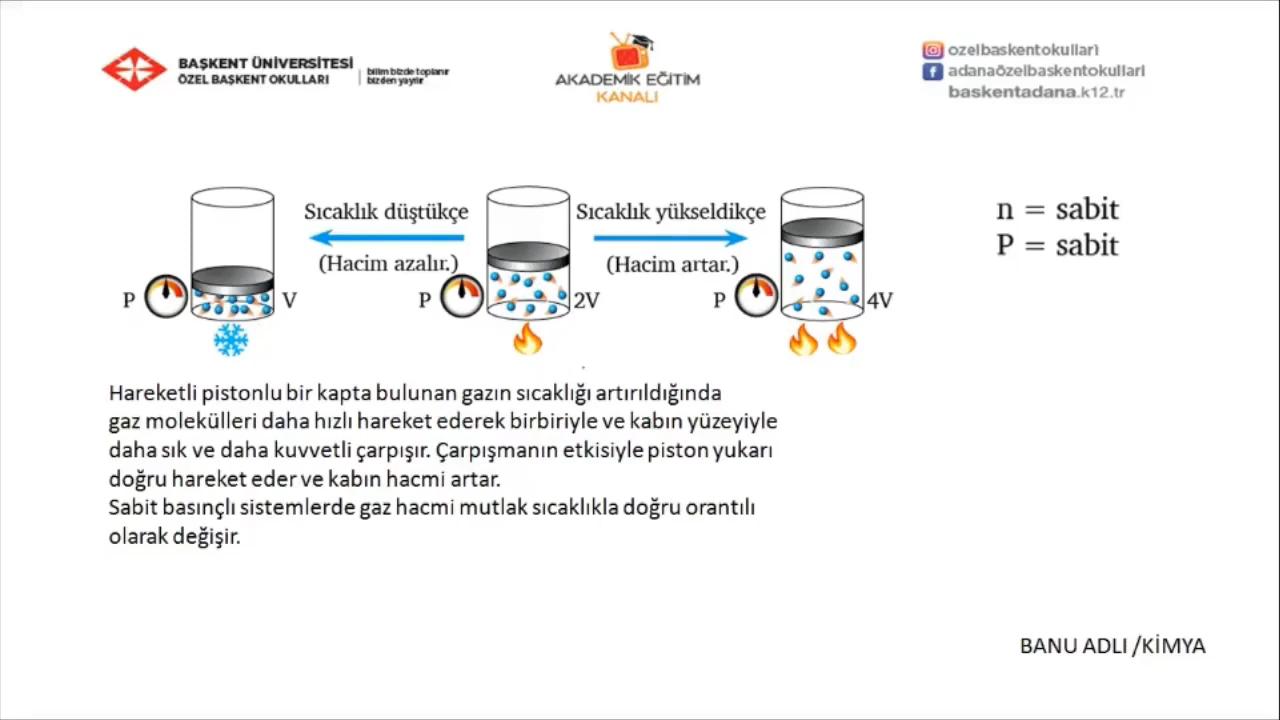 BAŞKENT ÜNİVERSİTESİ
ÖZEL BAŞKENT OKULLARI
bilim bizde toplanır
bizden yayılır
AKADEMİK EĞİTİM
KANALI
ozelbaskentokullari
adanaözelbaskentokullari
baskentadana.k12.tr
Sıcaklık düştükçe
(Hacim azalır.)
Sıcaklık yükseldikçe
(Hacim artar.)
n = sabit
P = sabit
P
V
P
2V
P
4V
Hareketli pistonlu bir kapta bulunan gazın sıcaklığı artırıldığında
gaz molekülleri daha hızlı hareket ederek birbiriyle ve kabın yüzeyiyle
daha sık ve daha kuvvetli çarpışır. Çarpışmanın etkisiyle piston yukarı
doğru hareket eder ve kabın hacmi artar.
Sabit basınçlı sistemlerde gaz hacmi mutlak sıcaklıkla doğru orantılı
olarak değişir.
BANU ADLI /KİMYA